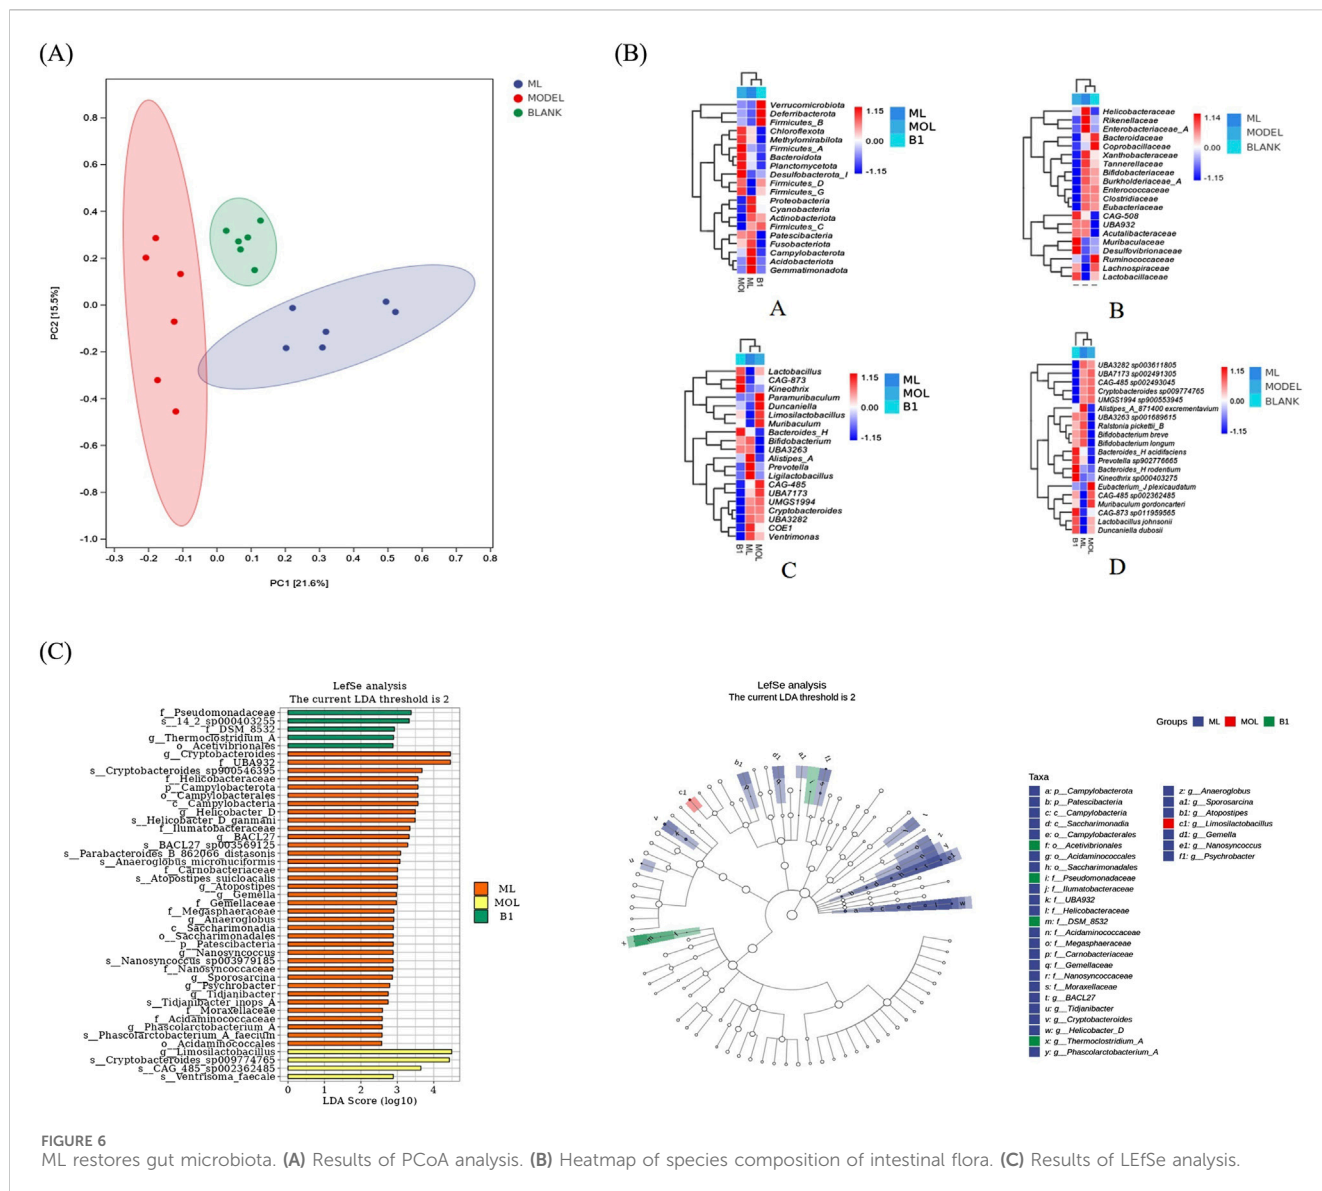 (A)
ML
MODEL
BLANK
0.8
0.6
0.4
0.2
0.0
-0.2
-0.4
-0.6
-0.8
-1.0
PC2 [15.5%]
-0.3 -0.2 -0.1 0.0 0.1 0.2 0.3 0.4 0.5 0.6 0.7 0.8
PC1 [21.6%]
(B)
Verrucomicrobiota
Deferribacterota
Firmicutes_B
Chloroflexota
Methylomirabilota
Firmicutes_A
Bacteroidota
Planctomycetota
Desulfobacterota_I
Firmicutes_D
Firmicutes_G
Proteobacteria
Cyanobacteria
Actinobacteriota
Firmicutes_C
Patescibacteria
Fusobacteriota
Campylobacterota
Acidobacteriota
Gemmatimonadota
MOL ML B1
1.15
0.00
-1.15
ML
MOL
B1
A
Helicobacteraceae
Rikenellaceae
Enterobacteriaceae_A
Bacteroidaceae
Coprobacillaceae
Xanthobacteraceae
Tannerellaceae
Bifidobacteriaceae
Burkholderiaceae_A
Enterococcaceae
Clostridiaceae
Eubacteriaceae
CAG-508
UBA932
Acutalibacteraceae
Muribaculaceae
Desulfovibrionaceae
Ruminococcaceae
Lachnospiraceae
Lactobacillaceae
1.14
0.00
-1.15
ML
MODEL
BLANK
B
Lactobacillus
CAG-873
Kineothrix
Paramuribaculum
Duncaniella
Limosilactobacillus
Muribaculum
Bacteroides_H
Bifidobacterium
UBA3263
Alistipes_A
Prevotella
Ligilactobacillus
CAG-485
UBA7173
UMGS1994
Cryptobacteroides
UBA3282
COE1
Ventrimonas
B1 ML MOL
1.15
0.00
-1.15
ML
MOL
B1
C
UBA3282 sp003611805
UBA7173 sp002491305
CAG-485 sp002493045
Cryptobacteroides sp009774765
UMGS1994 sp900553945
Alistipes_A_871400 excrementavium
UBA3263 sp001689615
Ralstonia pickettii_B
Bifidobacterium breve
Bifidobacterium longum
Bacteroides_H acidifaciens
Prevotella sp902776665
Bacteroides_H rodentium
Kineothrix sp000403275
Eubacterium_J plexicaudatum
CAG-485 sp002362485
Muribaculum gordoncarteri
CAG-873 sp011959565
Lactobacillus johnsonii
Duncaniella dubosii
B1 ML MOL
1.15
0.00
-1.15
ML
MODEL
BLANK
D
(C)
LefSe analysis
The current LDA threshold is 2
f__Pseudomonadaceae
s__14_2_sp000403255
f__DSM_8532
g__Thermoclostridium_A
o__Acetivibrionales
g__Cryptobacteroides
f__UBA932
s__Cryptobacteroides_sp900546395
f__Helicobacteraceae
p__Campylobacterota
o__Campylobacterales
c__Campylobacteria
g__Helicobacter_D
s__Helicobacter_D_ganmani
f__Ilumatobacteraceae
g__BACL27
s__BACL27_sp003569125
s__Parabacteroides_B_862066_distasonis
s__Anaeroglobus_micronuciformis
f__Carnobacteriaceae
s__Atopostipes_suicloacalis
g__Atopostipes
g__Gemella
f__Gemellaceae
f__Megasphaeraceae
g__Anaeroglobus
c__Saccharimonadia
o__Saccharimonadales
p__Patescibacteria
g__Nanosyncoccus
s__Nanosyncoccus_sp003979185
f__Nanosyncoccaceae
g__Sporosarcina
g__Psychrobacter
g__Tidjanibacter
s__Tidjanibacter_inops_A
f__Moraxellaceae
f__Acidaminococcaceae
g__Phascolarctobacterium_A
s__Phascolarctobacterium_A_faecium
o__Acidaminococcales
g__Limosilactobacillus
s__Cryptobacteroides_sp009774765
s__CAG_485_sp002362485
s__Ventrisoma_faecale
0 1 2 3 4
LDA Score (log10)
ML
MOL
B1
LefSe analysis
The current LDA threshold is 2
Groups ML MOL B1
b1 d1 a1 f1
c1
Taxa
a: p__Campylobacterota
b: p__Patescibacteria
c: c__Campylobacteria
d: c__Saccharimonadia
e: o__Campylobacterales
f: o__Acetivibrionales
g: o__Acidaminococcales
h: o__Saccharimonadales
i: f__Pseudomonadaceae
j: f__Ilumatobacteraceae
k: f__UBA932
l: f__Helicobacteraceae
m: f__DSM_8532
n: f__Acidaminococcaceae
o: f__Megasphaeraceae
p: f__Carnobacteriaceae
q: f__Gemellaceae
r: f__Nanosyncoccaceae
s: f__Moraxellaceae
t: g__BACL27
u: g__Tidjanibacter
v: g__Cryptobacteroides
w: g__Helicobacter_D
x: g__Thermoclostridium_A
y: g__Phascolarctobacterium_A
z: g__Anaeroglobus
a1: g__Sporosarcina
b1: g__Atopostipes
c1: g__Limosilactobacillus
d1: g__Gemella
e1: g__Nanosyncoccus
f1: g__Psychrobacter
FIGURE 6
ML restores gut microbiota. (A) Results of PCoA analysis. (B) Heatmap of species composition of intestinal flora. (C) Results of LEfSe analysis.